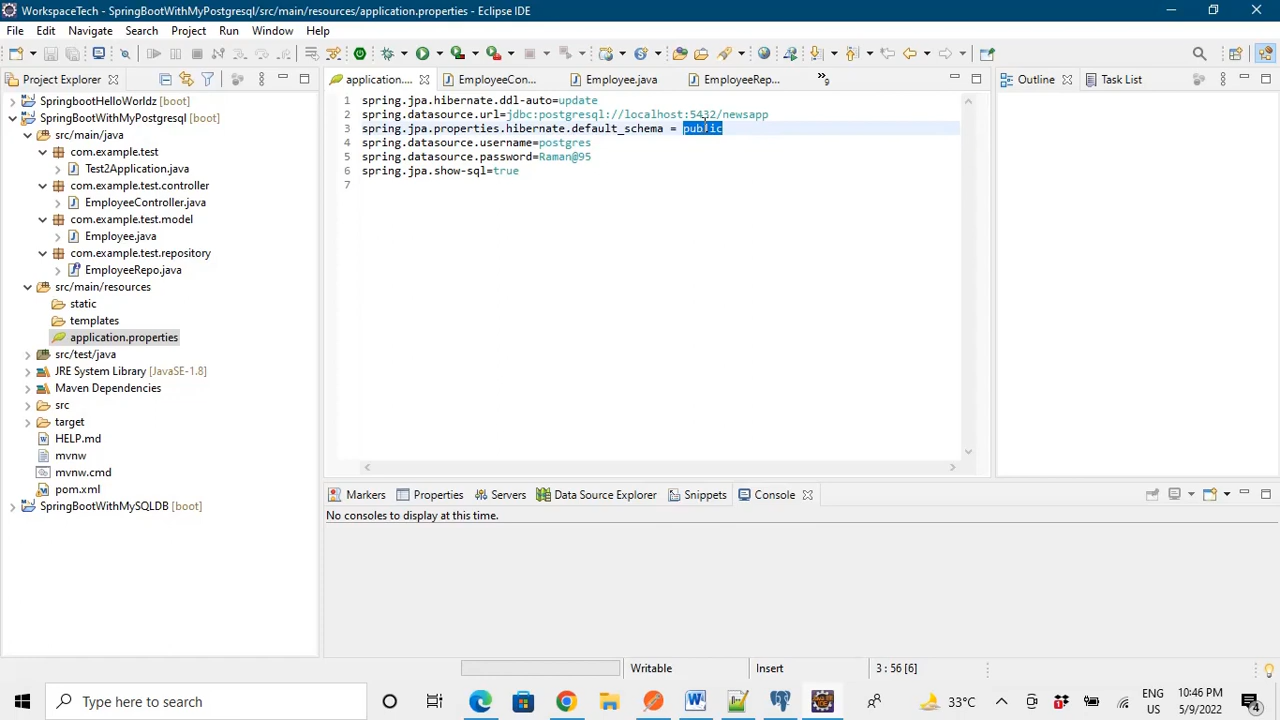 WorkspaceTech - SpringBootWithMyPostgresql/src/main/resources/application.properties - Eclipse IDE
File Edit Navigate Search Project Run Window Help
Project Explorer
SpringbootHelloWorldz [boot]
SpringBootWithMyPostgresql [boot]
src/main/java
com.example.test
Test2Application.java
com.example.test.controller
EmployeeController.java
com.example.test.model
Employee.java
com.example.test.repository
EmployeeRepo.java
src/main/resources
static
templates
application.properties
src/test/java
JRE System Library [JavaSE-1.8]
Maven Dependencies
src
target
HELP.md
mvnw
mvnw.cmd
pom.xml
SpringBootWithMySQLDB [boot]
application.... EmployeeCon... Employee.java EmployeeRep...
1 spring.jpa.hibernate.ddl-auto=update
2 spring.datasource.url=jdbc:postgresql://localhost:5432/newsapp
3 spring.jpa.properties.hibernate.default_schema = public
4 spring.datasource.username=postgres
5 spring.datasource.password=Raman@95
6 spring.jpa.show-sql=true
7
Outline Task List
Markers Properties Servers Data Source Explorer Snippets Console
No consoles to display at this time.
Writable Insert 3 : 56 [6]
Type here to search
33°C
ENG
US
10:46 PM
5/9/2022
4